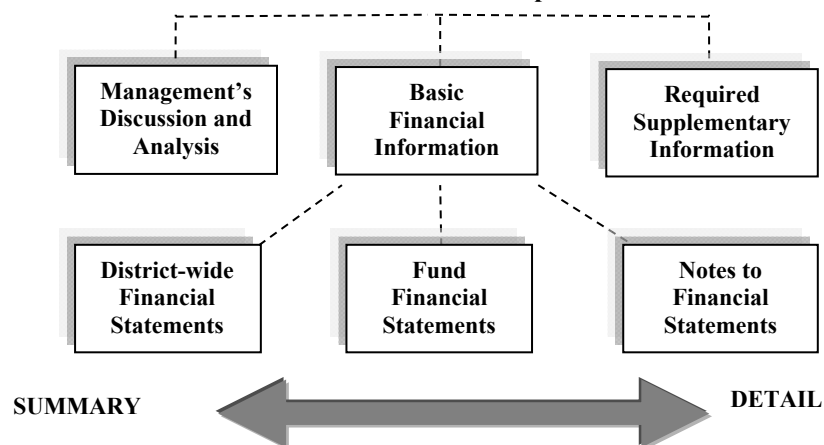 Management’s
Discussion and
Analysis
Basic
Financial
Information
Required
Supplementary
Information
District-wide
Financial
Statements
Fund
Financial
Statements
Notes to
Financial
Statements
SUMMARY
DETAIL